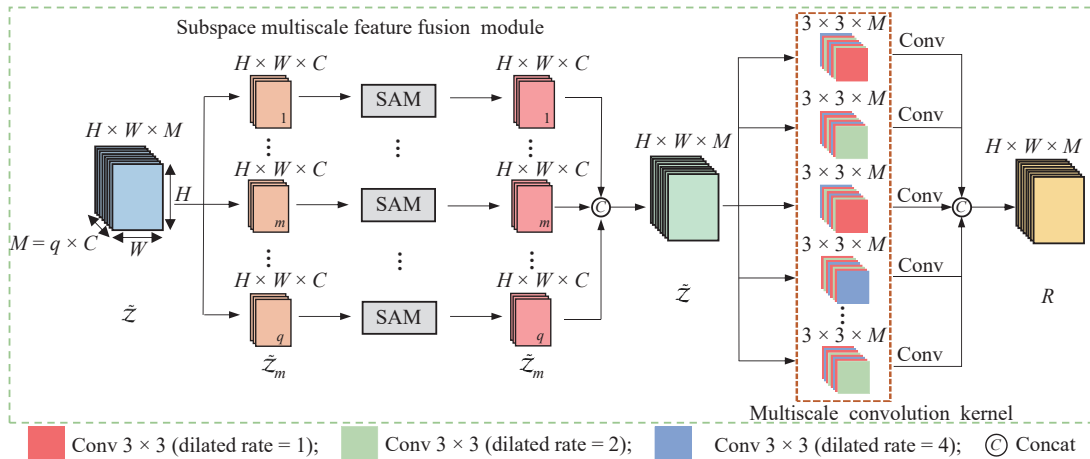 Subspace multiscale feature fusion module
H × W × M
H
M = q × C
W
Z̃
H × W × C
1
H × W × C
m
H × W × C
q
Z̃m
SAM
SAM
SAM
H × W × C
1
H × W × C
m
H × W × C
q
Z̃m
C
H × W × M
Z̃
3 × 3 × M
3 × 3 × M
3 × 3 × M
3 × 3 × M
3 × 3 × M
Multiscale convolution kernel
Conv
Conv
Conv
Conv
Conv
C
H × W × M
R
Conv 3 × 3 (dilated rate = 1);
Conv 3 × 3 (dilated rate = 2);
Conv 3 × 3 (dilated rate = 4);
C Concat